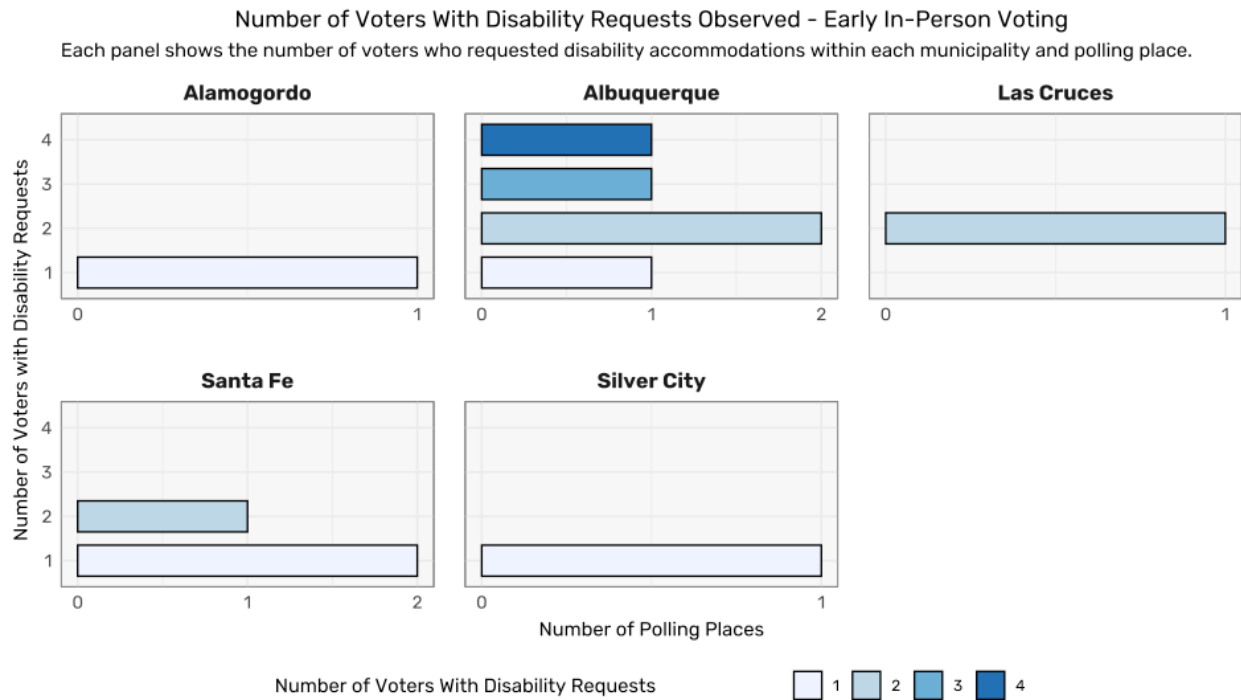 Number of Voters With Disability Requests Observed - Early In-Person Voting
Each panel shows the number of voters who requested disability accommodations within each municipality and polling place.
Alamogordo
Albuquerque
Las Cruces
4
3
2
1
0 1
0 1 2
0 1
Number of Voters with Disability Requests
Santa Fe
Silver City
4
3
2
1
0 1 2
0 1
Number of Polling Places
Number of Voters With Disability Requests 1 2 3 4